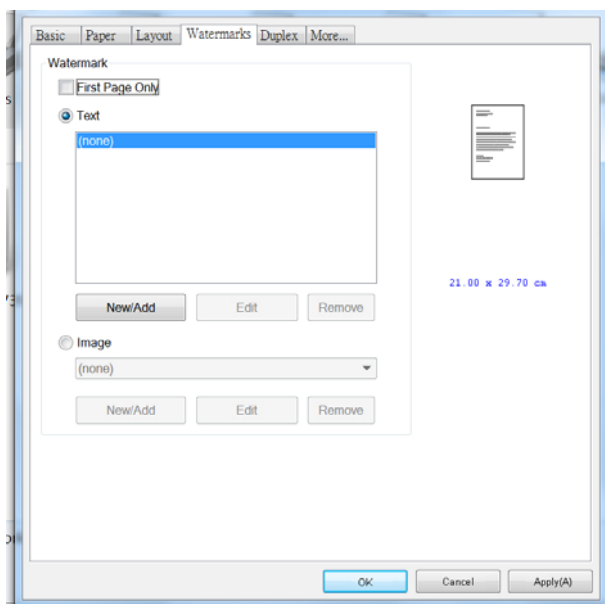 Basic Paper Layout Watermarks Duplex More...
Watermark
First Page Only
Text
(none)
21.00 x 29.70 cm
New/Add Edit Remove
Image
(none)
New/Add Edit Remove
OK Cancel Apply(A)